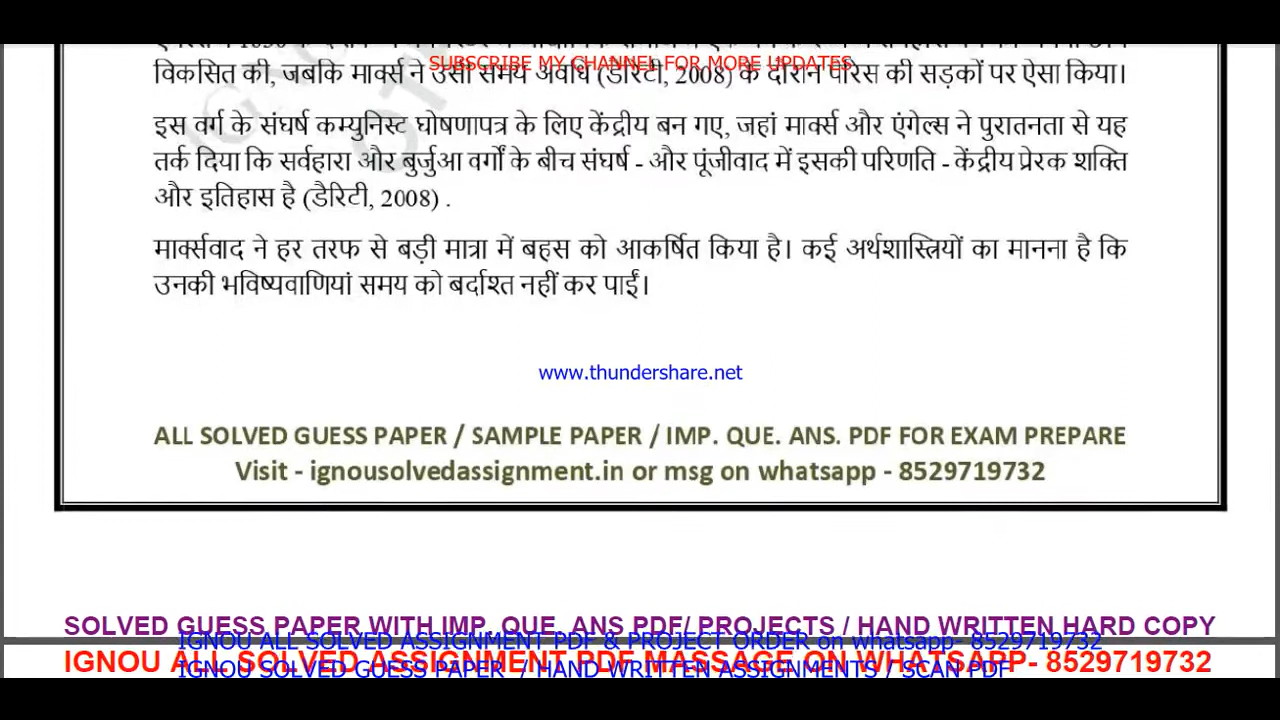 विकसित की, जबकि मार्क्स ने उसी समय अवधि (डैरिटी, 2008) के दौरान पेरिस की सड़कों पर ऐसा किया।
SUBSCRIBE MY CHANNEL FOR MORE UPDATES
इस वर्ग के संघर्ष कम्युनिस्ट घोषणापत्र के लिए केंद्रीय बन गए, जहां मार्क्स और एंगेल्स ने पुरातनता से यह
तर्क दिया कि सर्वहारा और बुर्जुआ वर्गों के बीच संघर्ष - और पूंजीवाद में इसकी परिणति - केंद्रीय प्रेरक शक्ति
और इतिहास है (डैरिटी, 2008) .
मार्क्सवाद ने हर तरफ से बड़ी मात्रा में बहस को आकर्षित किया है। कई अर्थशास्त्रियों का मानना है कि
उनकी भविष्यवाणियां समय को बर्दाश्त नहीं कर पाईं।
www.thundershare.net
ALL SOLVED GUESS PAPER / SAMPLE PAPER / IMP. QUE. ANS. PDF FOR EXAM PREPARE
Visit - ignousolvedassignment.in or msg on whatsapp - 8529719732
SOLVED GUESS PAPER WITH IMP. QUE. ANS PDF/ PROJECTS / HAND WRITTEN HARD COPY
IGNOU ALL SOLVED ASSIGNMENT PDF & PROJECT ORDER on whatsapp- 8529719732
IGNOU ALL SOLVED ASSIGNMENT PDF MASSAGE ON WHATSAPP- 8529719732
IGNOU SOLVED GUESS PAPER / HAND WRITTEN ASSIGNMENTS / SCAN PDF